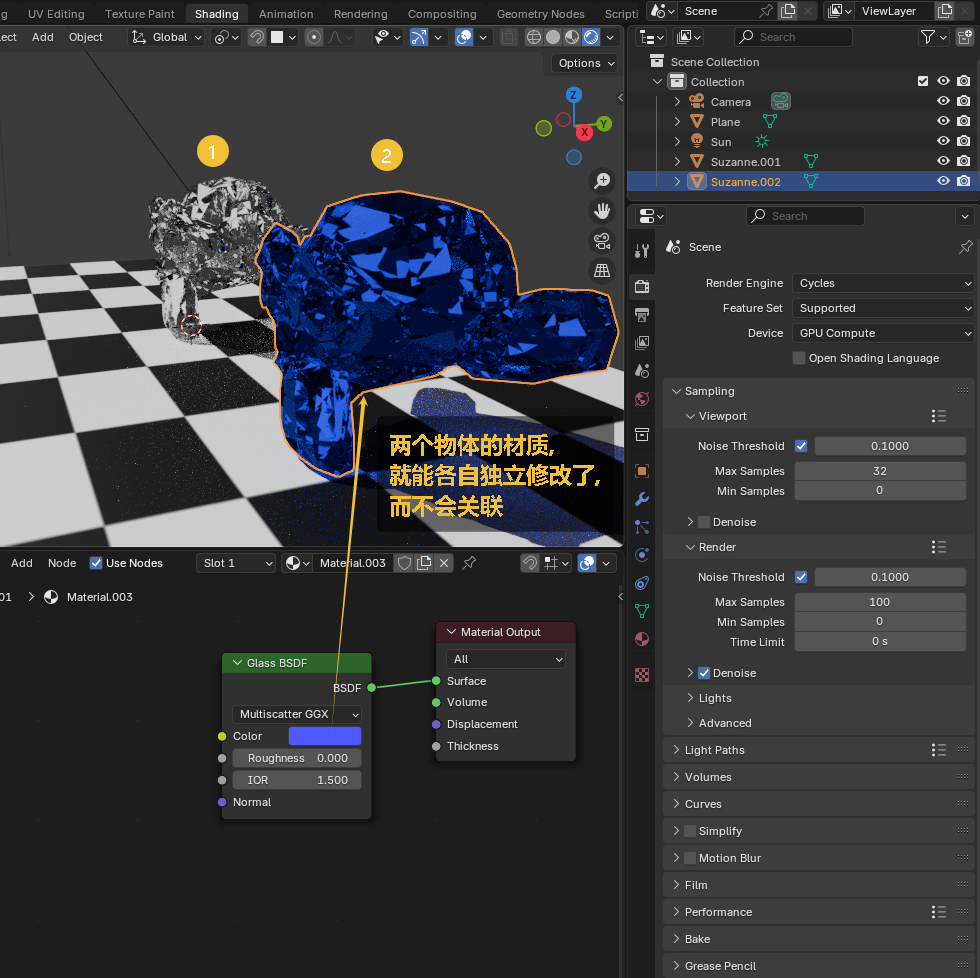 UV Editing Texture Paint Shading Animation Rendering Compositing Geometry Nodes Scripti Scene ViewLayer
ect Add Object Global Search
Options
Scene Collection
Collection
Camera
Plane
Sun
Suzanne.001
Suzanne.002
Z
Y
X
1
2
两个物体的材质,
就能各自独立修改了,
而不会关联
Search
Scene
Render Engine Cycles
Feature Set Supported
Device GPU Compute
Open Shading Language
Sampling
Viewport
Noise Threshold 0.1000
Max Samples 32
Min Samples 0
Denoise
Render
Noise Threshold 0.1000
Max Samples 100
Min Samples 0
Time Limit 0 s
Denoise
Lights
Advanced
Light Paths
Volumes
Curves
Simplify
Motion Blur
Film
Performance
Bake
Grease Pencil
Add Node Use Nodes Slot 1 Material.003
01 Material.003
Glass BSDF
BSDF
Multiscatter GGX
Color
Roughness 0.000
IOR 1.500
Normal
Material Output
All
Surface
Volume
Displacement
Thickness